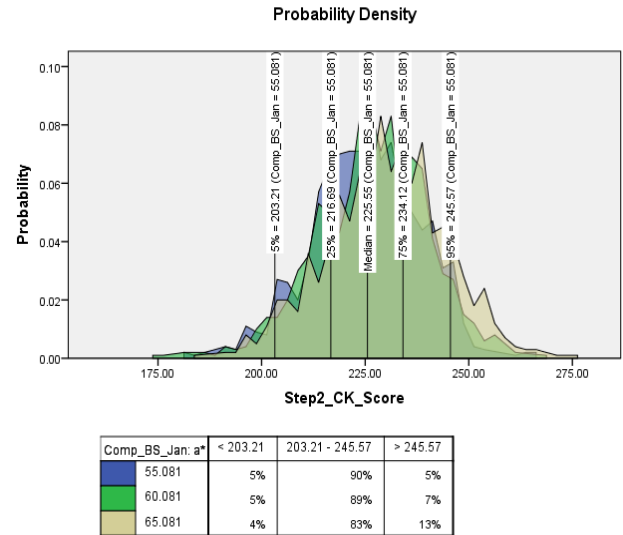 Probability Density
0.10
0.08
0.06
0.04
0.02
0.00
Probability
5% = 203.21 (Comp_BS_Jan = 55.081)
25% = 216.69 (Comp_BS_Jan = 55.081)
Median = 225.55 (Comp_BS_Jan = 55.081)
75% = 234.12 (Comp_BS_Jan = 55.081)
95% = 245.57 (Comp_BS_Jan = 55.081)
175.00 200.00 225.00 250.00 275.00
Step2_CK_Score
Comp_BS_Jan: a* < 203.21 203.21 - 245.57 > 245.57
55.081 5% 90% 5%
60.081 5% 89% 7%
65.081 4% 83% 13%